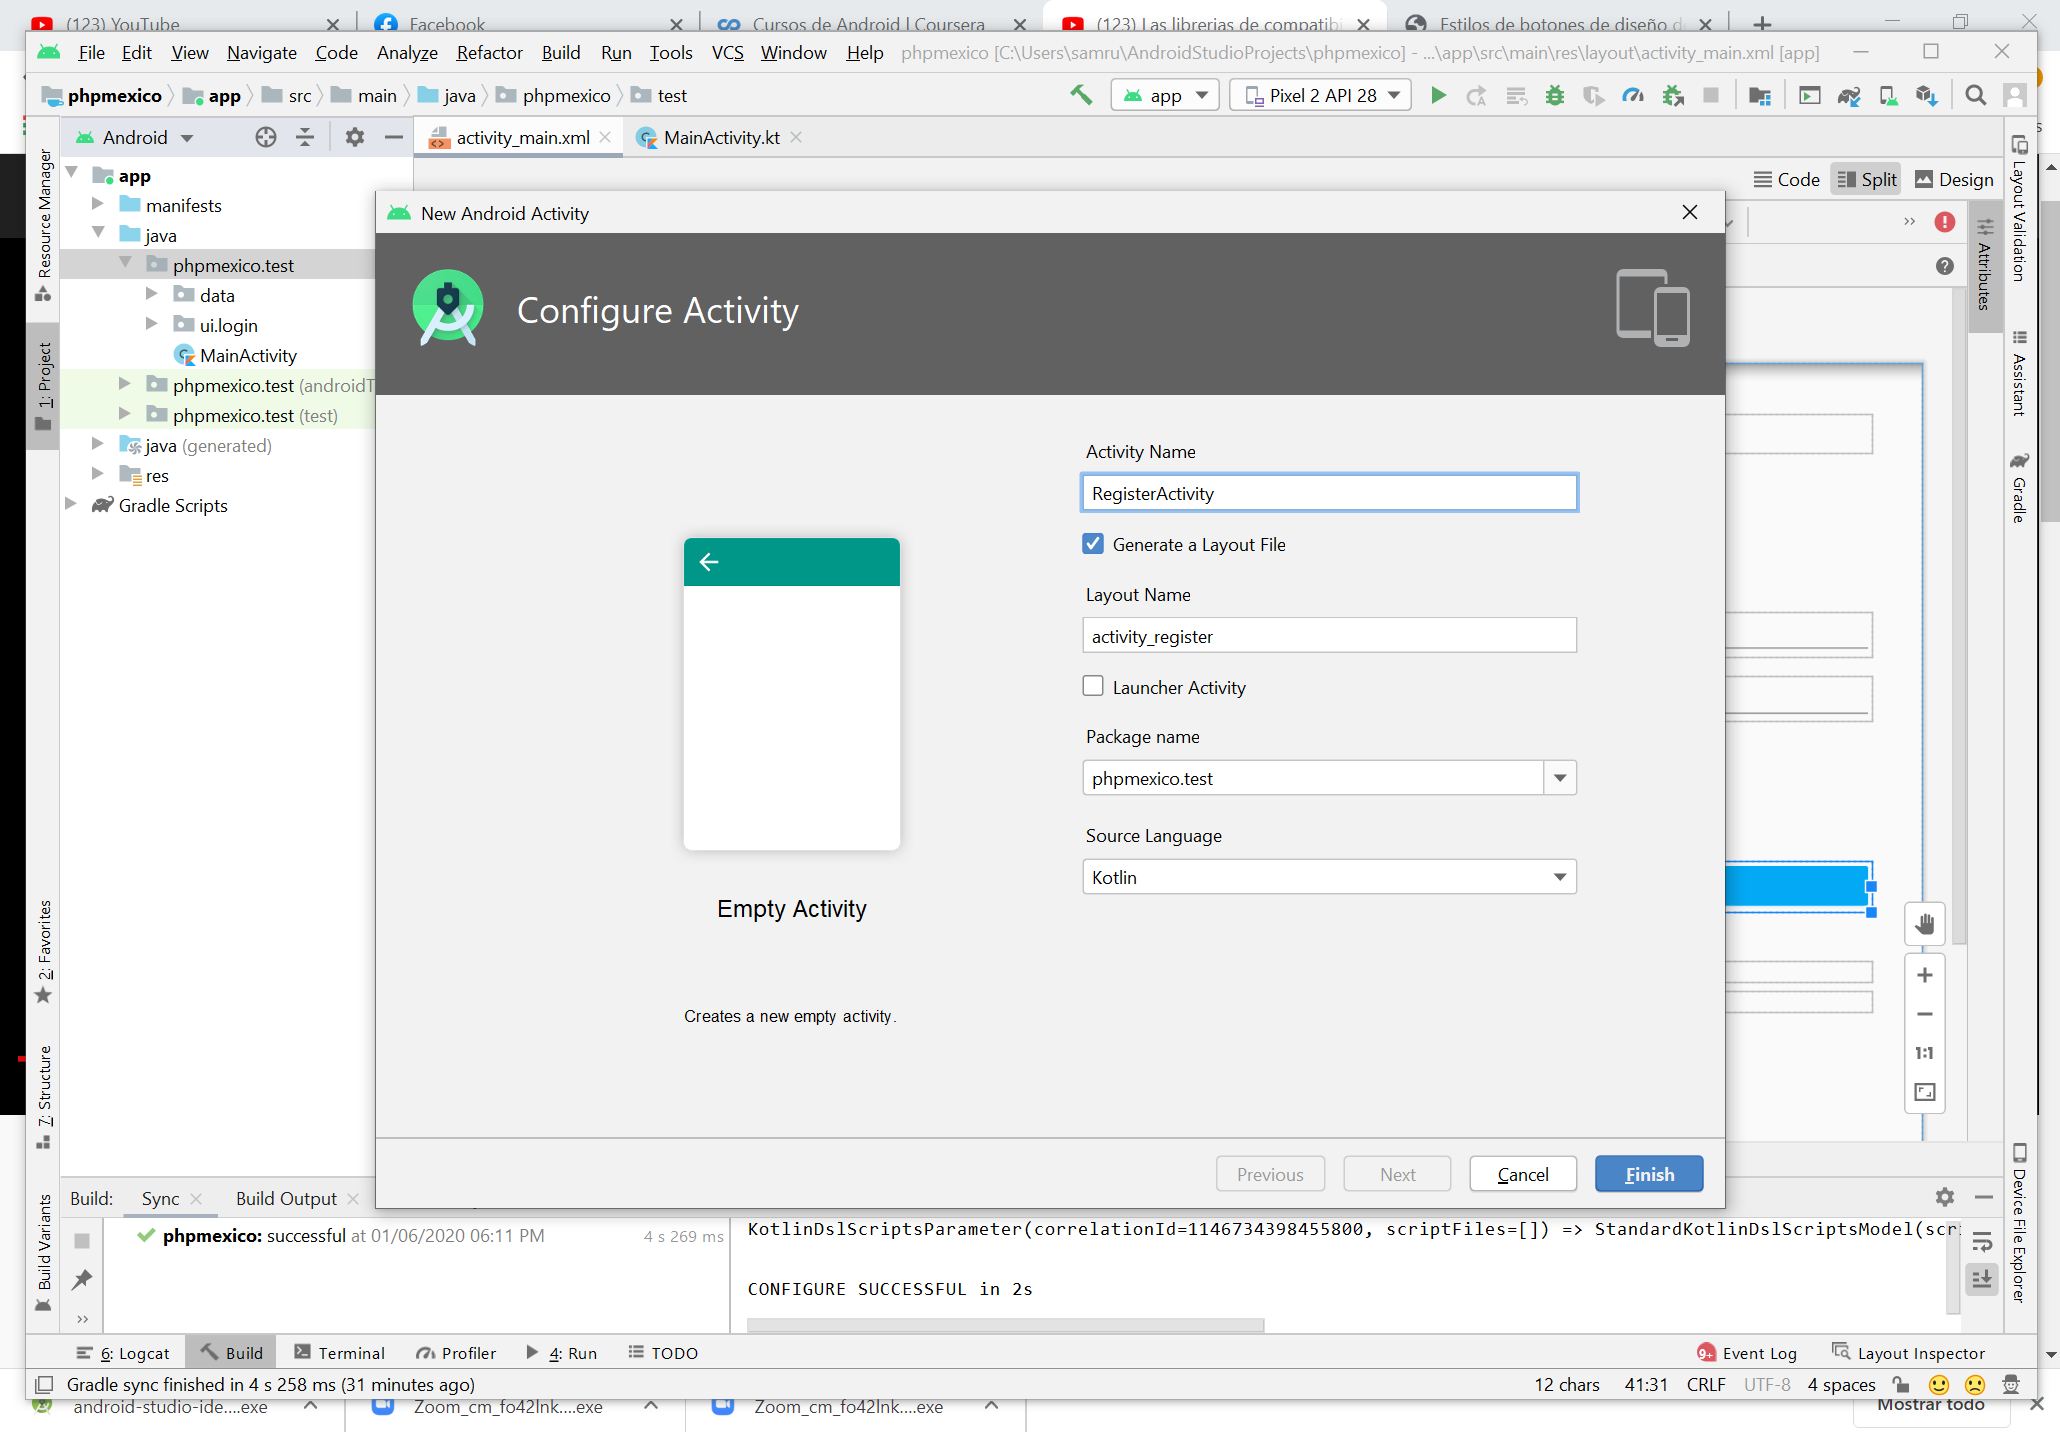 (123) YouTube
Facebook
Cursos de Android | Coursera
(123) Las librerias de compatibi
Estilos de botones de diseño d
File Edit View Navigate Code Analyze Refactor Build Run Tools VCS Window Help phpmexico [C:\Users\samru\AndroidStudioProjects\phpmexico] - ...\app\src\main\res\layout\activity_main.xml [app]
phpmexico app src main java phpmexico test
app Pixel 2 API 28
Android activity_main.xml MainActivity.kt
Code Split Design
Resource Manager
1: Project
2: Favorites
7: Structure
Build Variants
app
manifests
java
phpmexico.test
data
ui.login
MainActivity
phpmexico.test (androidT
phpmexico.test (test)
java (generated)
res
Gradle Scripts
New Android Activity
Configure Activity
Activity Name
RegisterActivity
Generate a Layout File
Layout Name
activity_register
Launcher Activity
Package name
phpmexico.test
Source Language
Kotlin
Empty Activity
Creates a new empty activity.
Previous Next Cancel Finish
Layout Validation
Attributes
Assistant
Gradle
Device File Explorer
1:1
Build: Sync Build Output
phpmexico: successful at 01/06/2020 06:11 PM 4 s 269 ms
KotlinDslScriptsParameter(correlationId=1146734398455800, scriptFiles=[]) => StandardKotlinDslScriptsModel(scri
CONFIGURE SUCCESSFUL in 2s
6: Logcat Build Terminal Profiler 4: Run TODO
9+ Event Log Layout Inspector
Gradle sync finished in 4 s 258 ms (31 minutes ago)
12 chars 41:31 CRLF UTF-8 4 spaces
android-studio-ide....exe
Zoom_cm_fo42lnk....exe
Zoom_cm_fo42lnk....exe
Mostrar todo